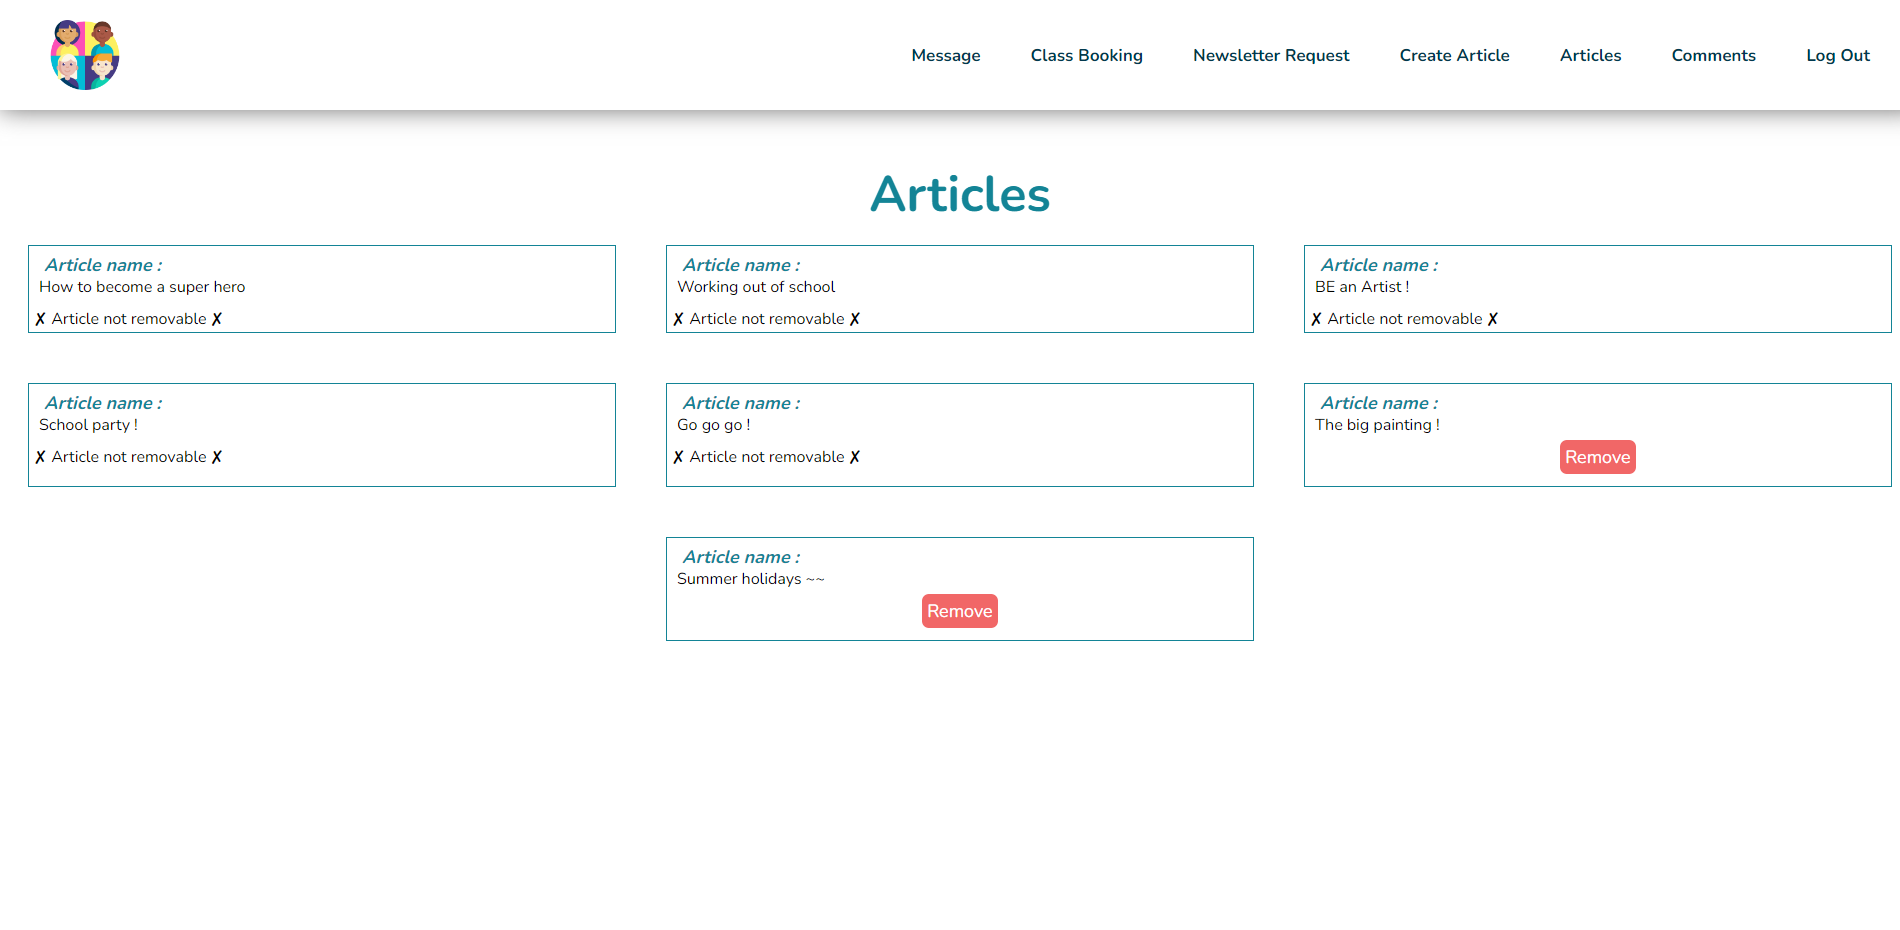 Message Class Booking Newsletter Request Create Article Articles Comments Log Out
Articles
Article name :
How to become a super hero
✗ Article not removable ✗
Article name :
Working out of school
✗ Article not removable ✗
Article name :
BE an Artist !
✗ Article not removable ✗
Article name :
School party !
✗ Article not removable ✗
Article name :
Go go go !
✗ Article not removable ✗
Article name :
The big painting !
Remove
Article name :
Summer holidays ~~
Remove